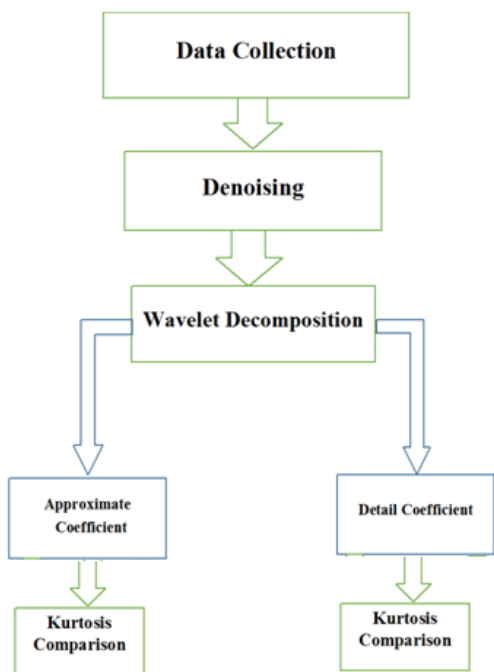 Data Collection
Denoising
Wavelet Decomposition
Approximate
Coefficient
Detail Coefficient
Kurtosis
Comparison
Kurtosis
Comparison